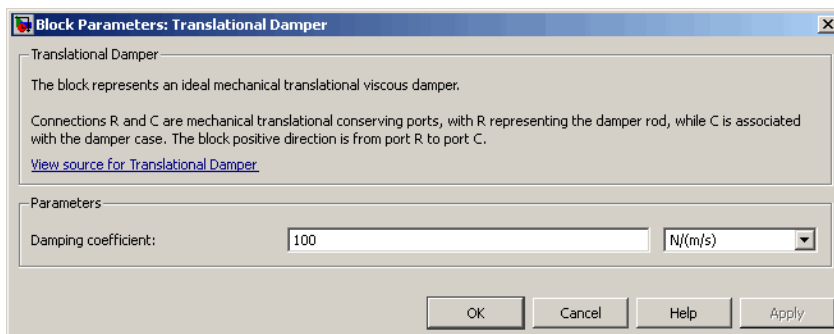 Block Parameters: Translational Damper
Translational Damper
The block represents an ideal mechanical translational viscous damper.
Connections R and C are mechanical translational conserving ports, with R representing the damper rod, while C is associated
with the damper case. The block positive direction is from port R to port C.
View source for Translational Damper
Parameters
Damping coefficient: 100 N/(m/s)
OK Cancel Help Apply